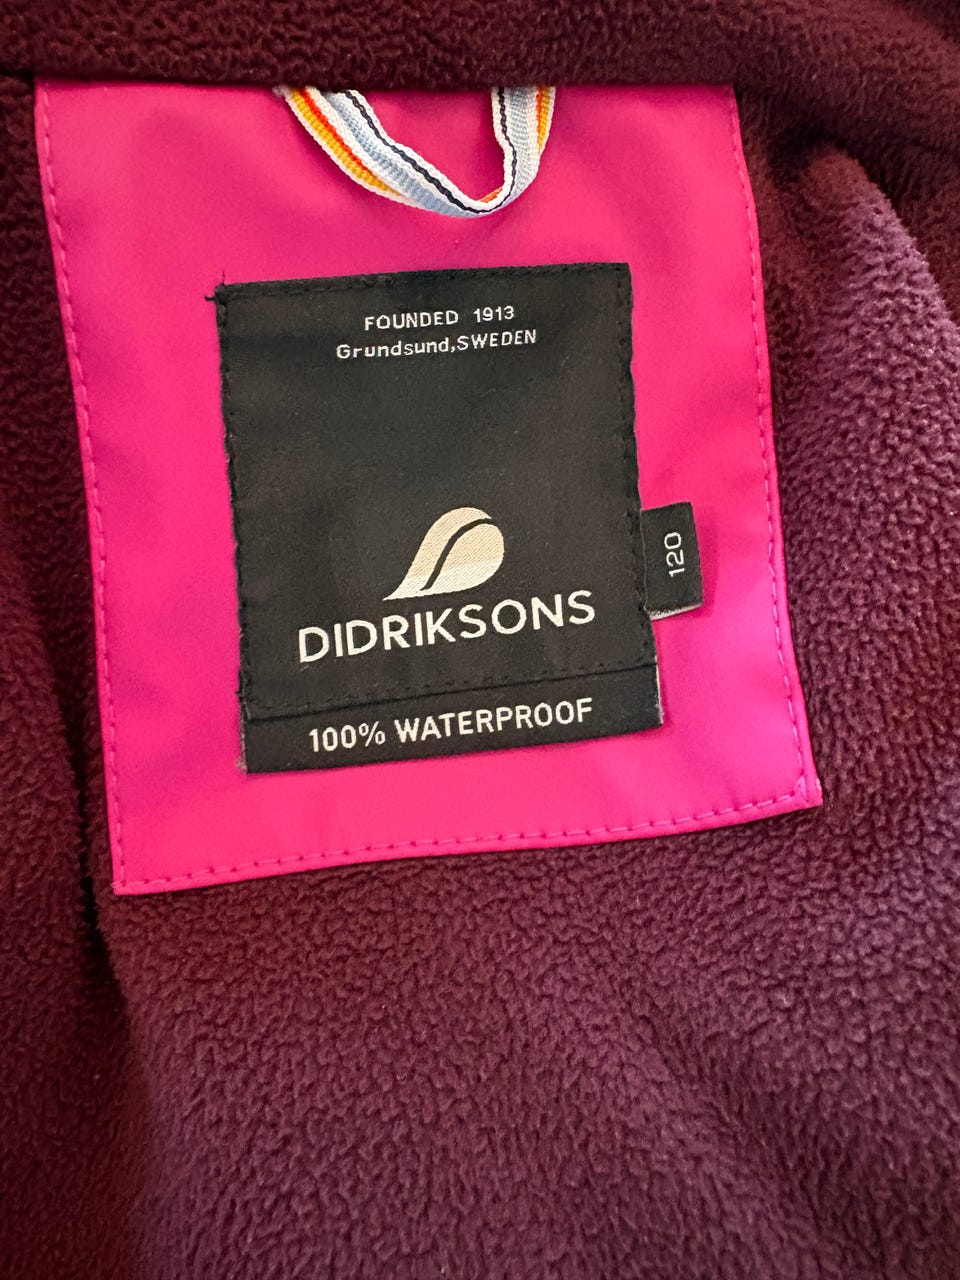 FOUNDED 1913
Grundsund,SWEDEN
DIDRIKSONS
120
100% WATERPROOF